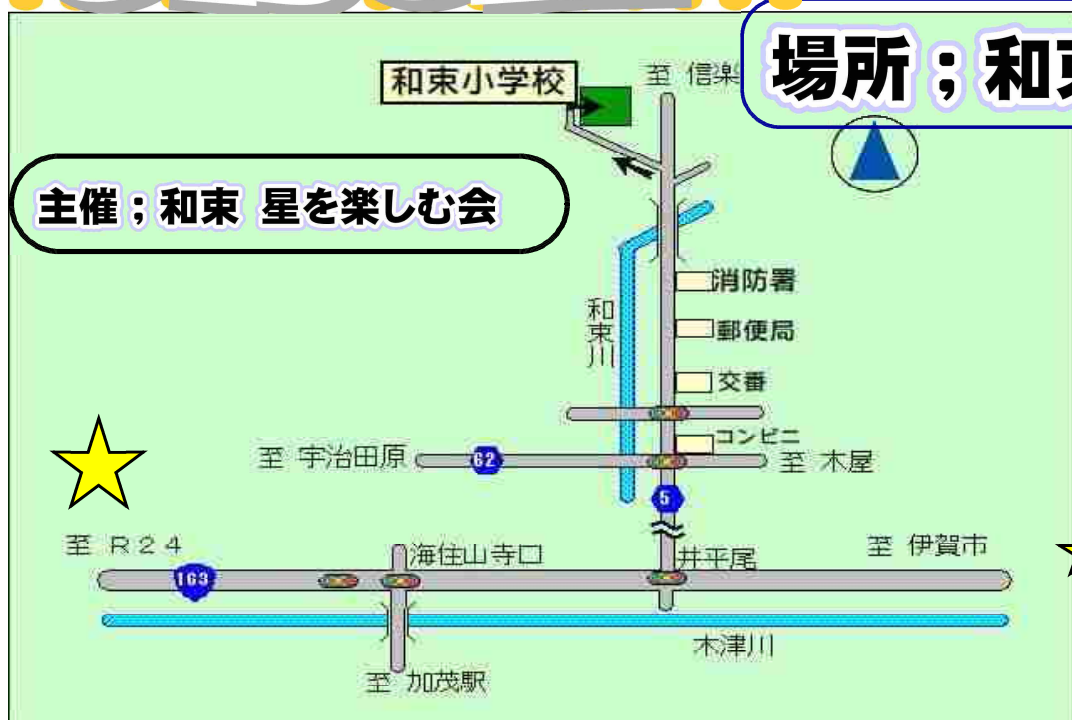 場所；和束
和束小学校
至 信楽
主催；和束 星を楽しむ会
消防署
和束川
郵便局
交番
コンビニ
至 宇治田原
62
至 木屋
5
至 R24
海住山寺口
井平尾
至 伊賀市
163
木津川
至 加茂駅